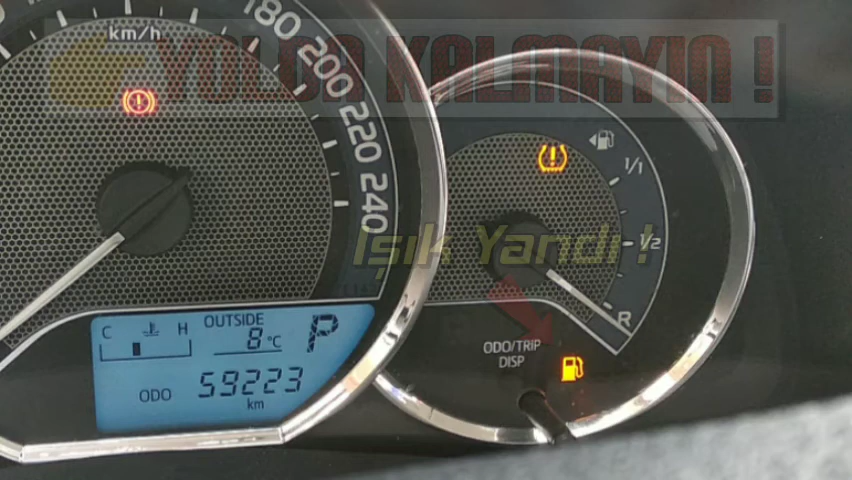 YOLDA KALMAYIN !
km/h
180
200
220
240
1/1
1/2
R
Işık Yandı !
C H
OUTSIDE
8 °C
P
ODO 59223
km
ODO/TRIP
DISP